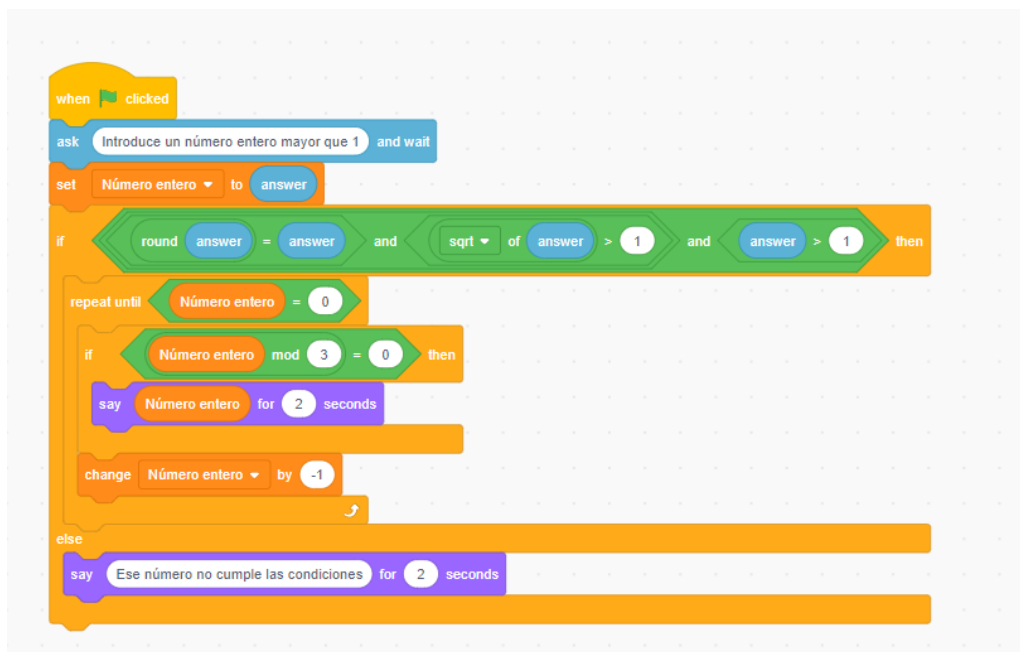 when clicked
ask Introduce un número entero mayor que 1 and wait
set Número entero to answer
if round answer = answer and sqrt of answer > 1 and answer > 1 then
repeat until Número entero = 0
if Número entero mod 3 = 0 then
say Número entero for 2 seconds
change Número entero by -1
else
say Ese número no cumple las condiciones for 2 seconds